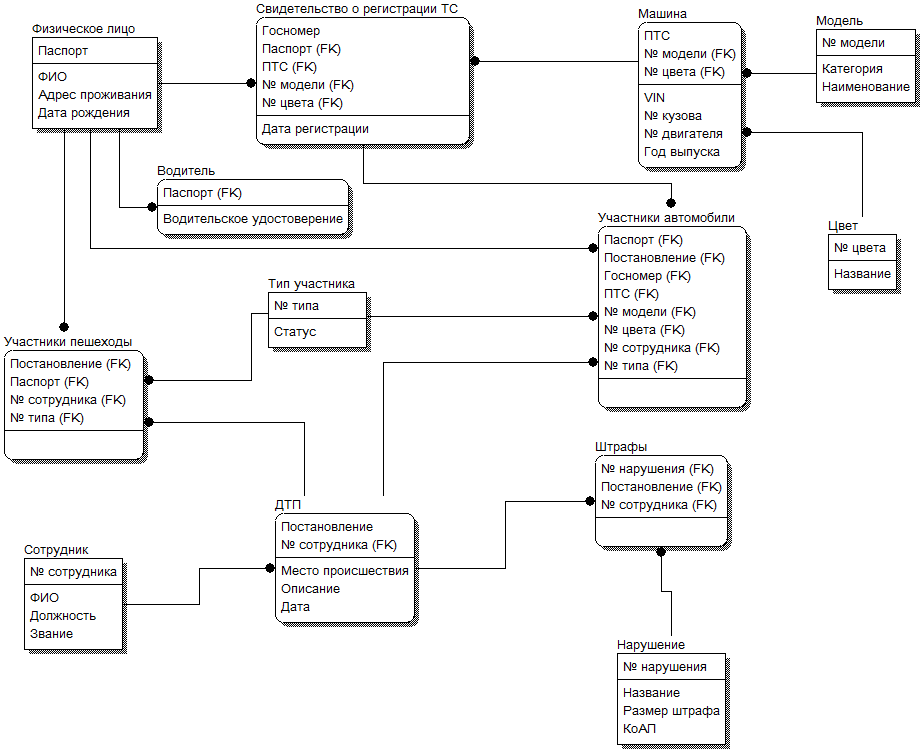 Физическое лицо
Паспорт
ФИО
Адрес проживания
Дата рождения
Свидетельство о регистрации ТС
Госномер
Паспорт (FK)
ПТС (FK)
№ модели (FK)
№ цвета (FK)
Дата регистрации
Машина
ПТС
№ модели (FK)
№ цвета (FK)
VIN
№ кузова
№ двигателя
Год выпуска
Модель
№ модели
Категория
Наименование
Водитель
Паспорт (FK)
Водительское удостоверение
Участники автомобили
Паспорт (FK)
Постановление (FK)
Госномер (FK)
ПТС (FK)
№ модели (FK)
№ цвета (FK)
№ сотрудника (FK)
№ типа (FK)
Цвет
№ цвета
Название
Тип участника
№ типа
Статус
Участники пешеходы
Постановление (FK)
Паспорт (FK)
№ сотрудника (FK)
№ типа (FK)
Штрафы
№ нарушения (FK)
Постановление (FK)
№ сотрудника (FK)
ДТП
Постановление
№ сотрудника (FK)
Место происшествия
Описание
Дата
Сотрудник
№ сотрудника
ФИО
Должность
Звание
Нарушение
№ нарушения
Название
Размер штрафа
КоАП